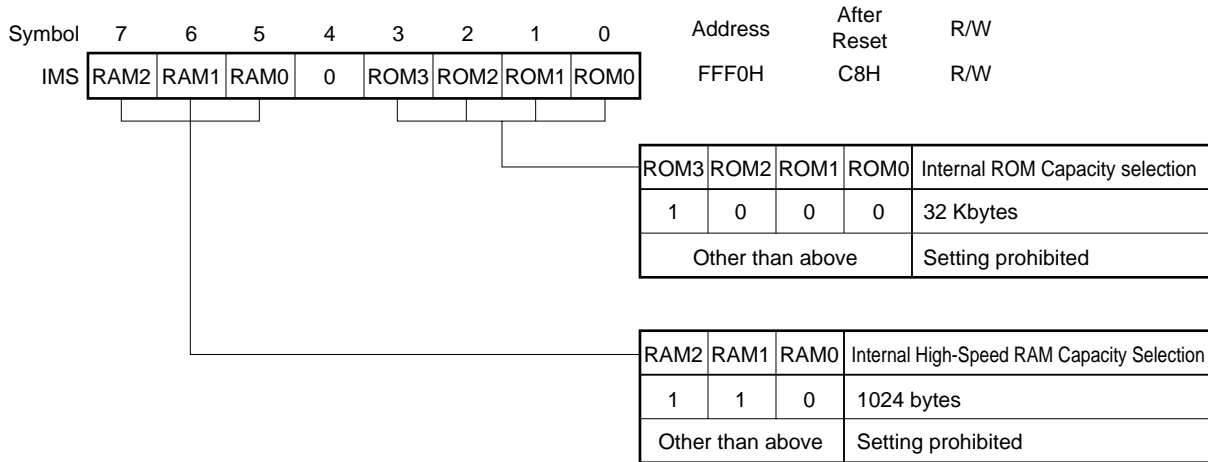 Symbol 7 6 5 4 3 2 1 0 Address After Reset R/W
IMS RAM2 RAM1 RAM0 0 ROM3 ROM2 ROM1 ROM0 FFF0H C8H R/W
ROM3 ROM2 ROM1 ROM0 Internal ROM Capacity selection
1 0 0 0 32 Kbytes
Other than above Setting prohibited
RAM2 RAM1 RAM0 Internal High-Speed RAM Capacity Selection
1 1 0 1024 bytes
Other than above Setting prohibited